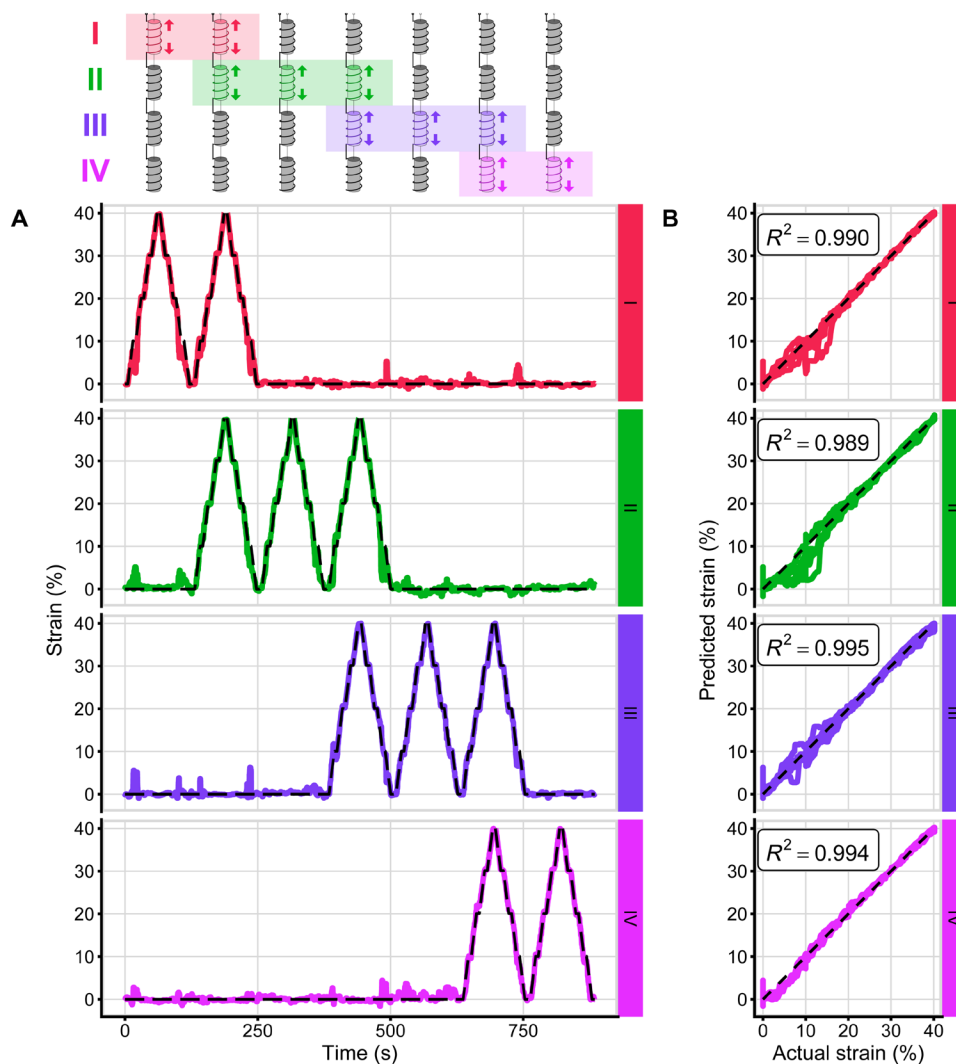 I
II
III
IV
A
B
Strain (%)
40
30
20
10
0
I
40
30
20
10
0
II
40
30
20
10
0
III
40
30
20
10
0
IV
0 250 500 750
Time (s)
Predicted strain (%)
40
30
20
10
0
R² = 0.990
I
40
30
20
10
0
R² = 0.989
II
40
30
20
10
0
R² = 0.995
III
40
30
20
10
0
R² = 0.994
IV
0 10 20 30 40
Actual strain (%)